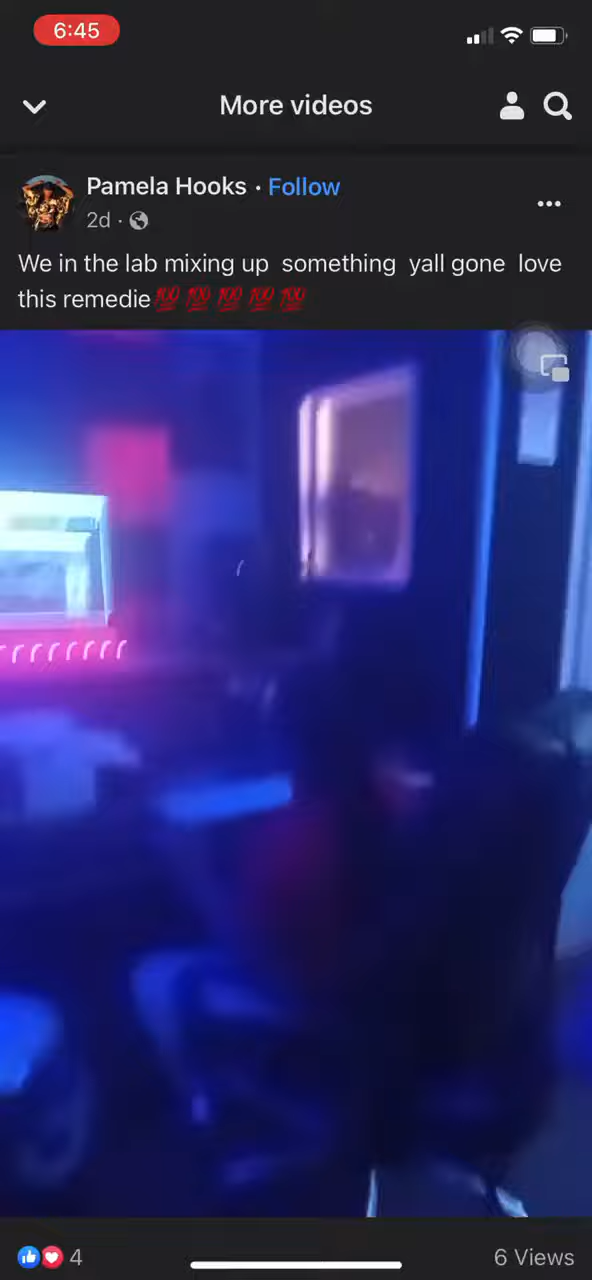 6:45
More videos
Pamela Hooks · Follow
2d ·
We in the lab mixing up something yall gone love
this remedie💯 💯 💯 💯 💯
4
6 Views